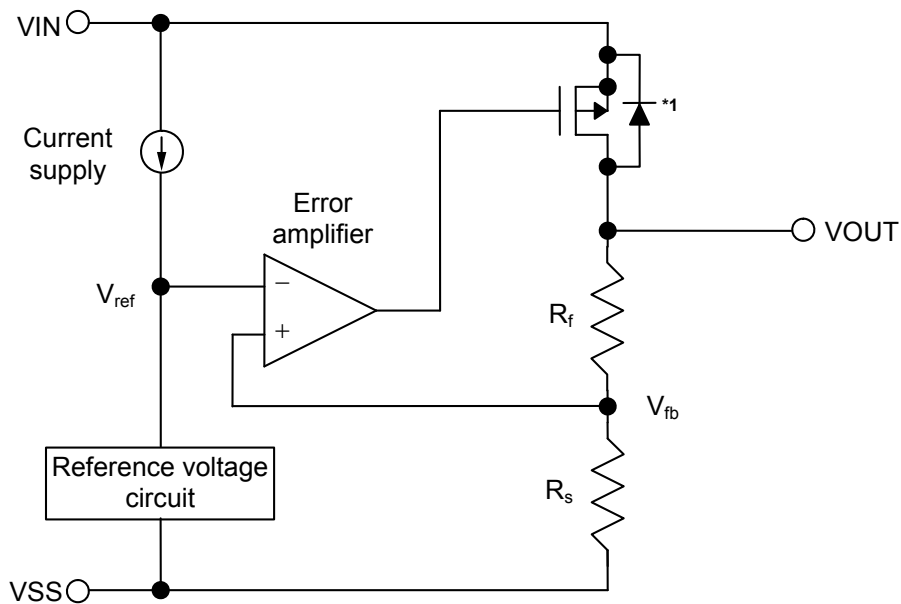 VIN
*1
Current
supply
Error
amplifier
VOUT
Vref
−
+
Rf
Vfb
Reference voltage
circuit
Rs
VSS